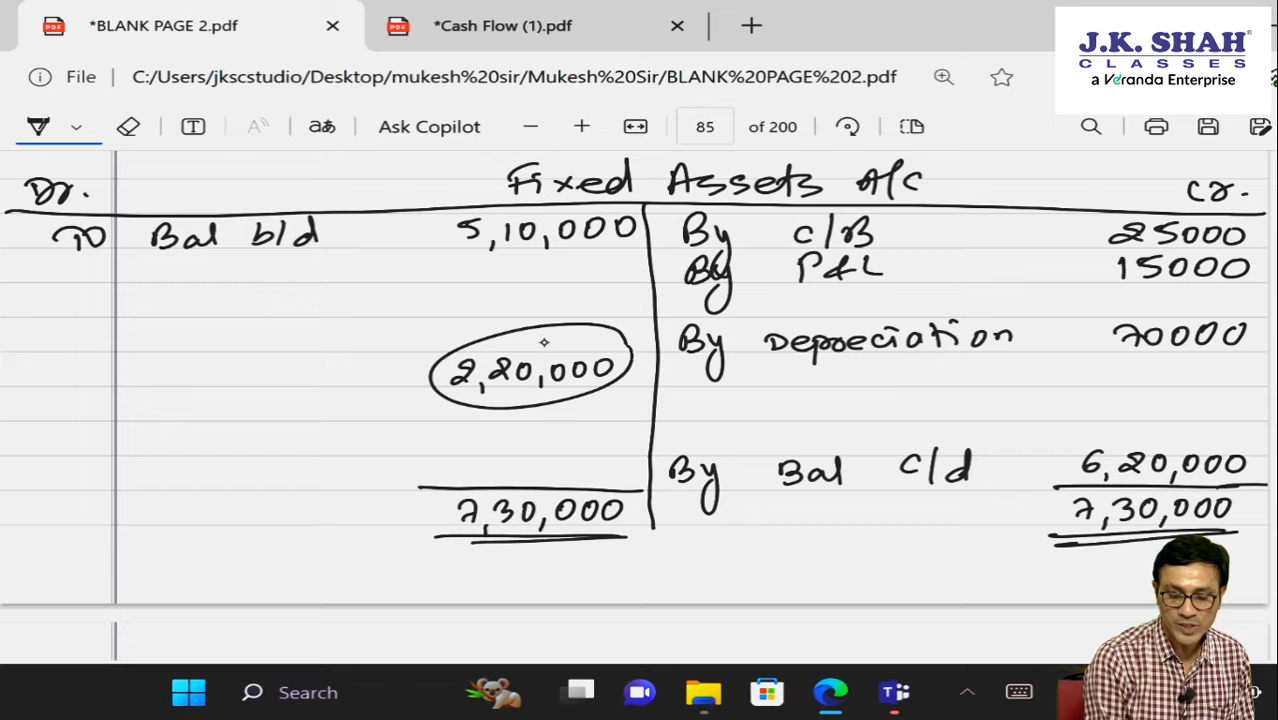 *BLANK PAGE 2.pdf
*Cash Flow (1).pdf
J.K. SHAH®
CLASSES
a Veranda Enterprise
File C:/Users/jkscstudio/Desktop/mukesh%20sir/Mukesh%20Sir/BLANK%20PAGE%202.pdf
aあ Ask Copilot 85 of 200
Dr. Fixed Assets A/c Cr.
TO Bal b/d 5,10,000 By C/B 25000
By P&L 15000
By Depreciation 70000
2,20,000
By Bal c/d 6,20,000
7,30,000 7,30,000
Search